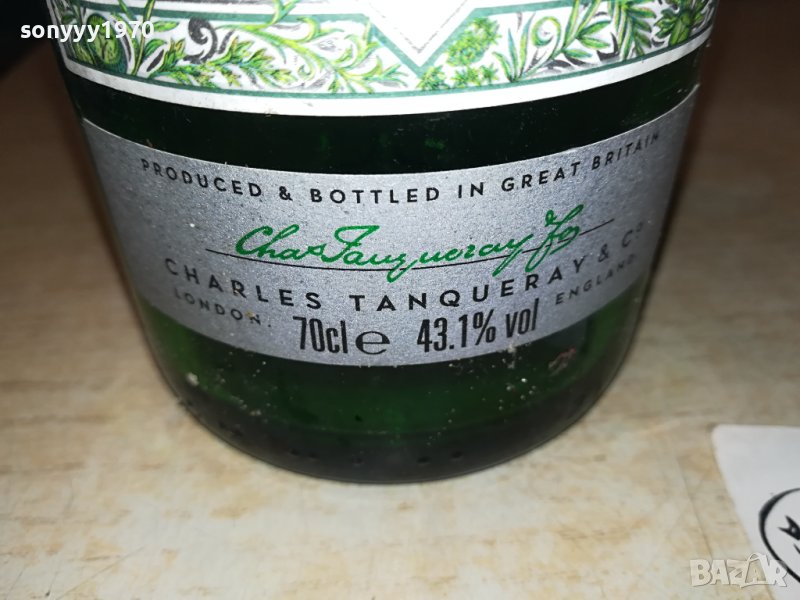 sonyyy1970
PRODUCED & BOTTLED IN GREAT BRITAIN
Chas Tanqueray &Co
CHARLES TANQUERAY & Co
LONDON. 70cl e 43.1% vol ENGLAND.
BAZAR